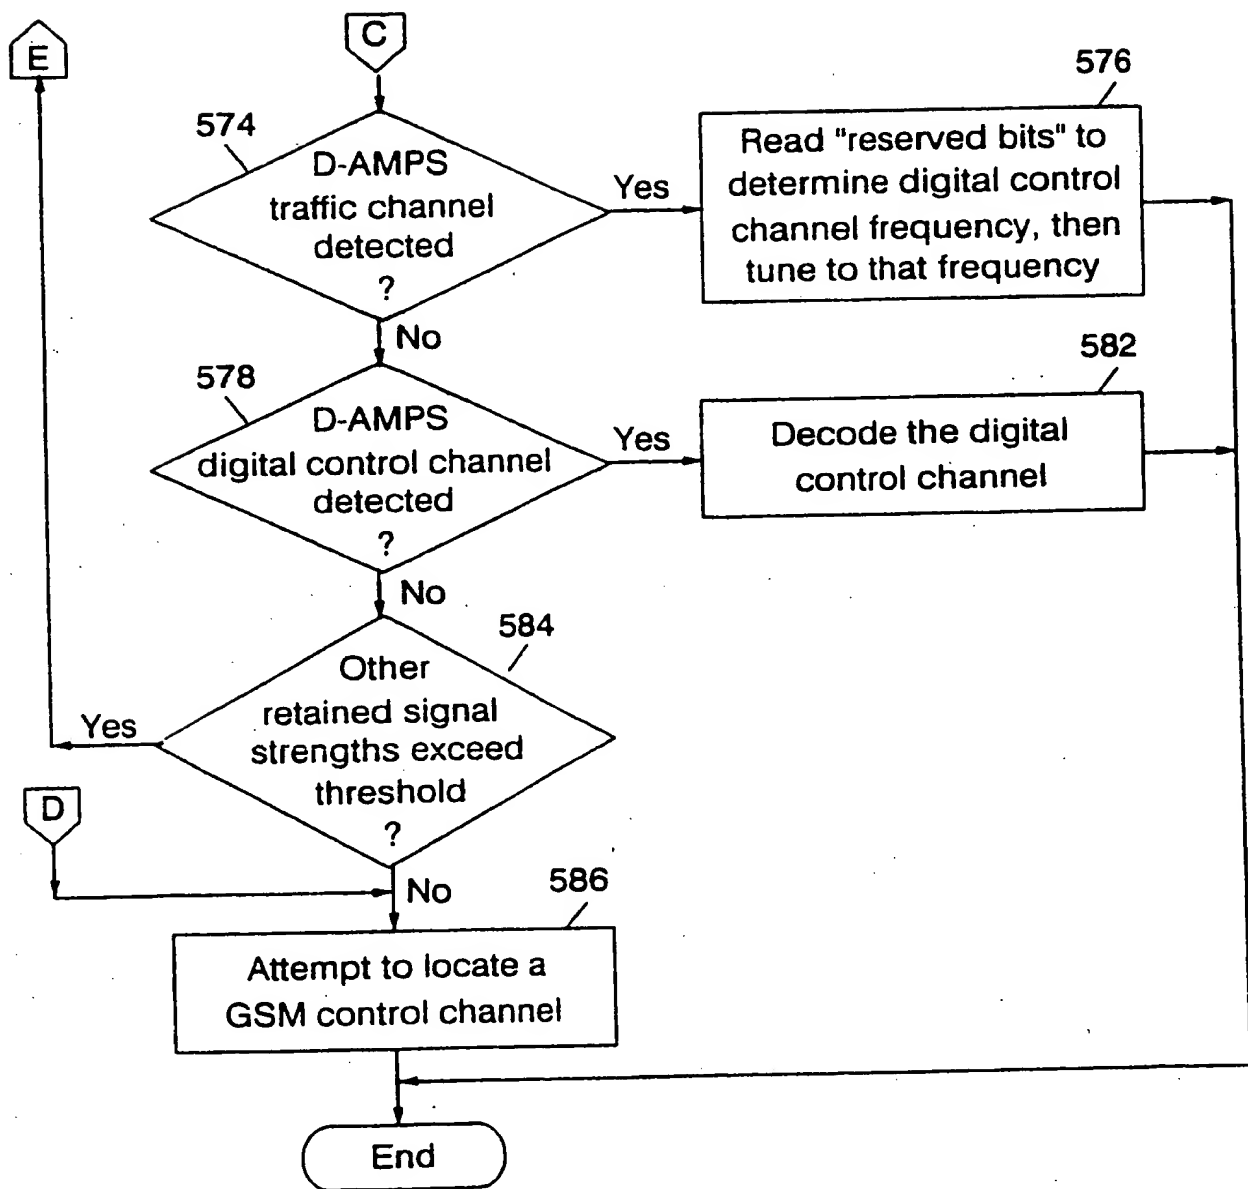 E
C
574
D-AMPS
traffic channel
detected
?
Yes
576
Read "reserved bits" to
determine digital control
channel frequency, then
tune to that frequency
No
578
D-AMPS
digital control channel
detected
?
Yes
582
Decode the digital
control channel
No
584
Other
retained signal
strengths exceed
threshold
?
Yes
D
No
586
Attempt to locate a
GSM control channel
End